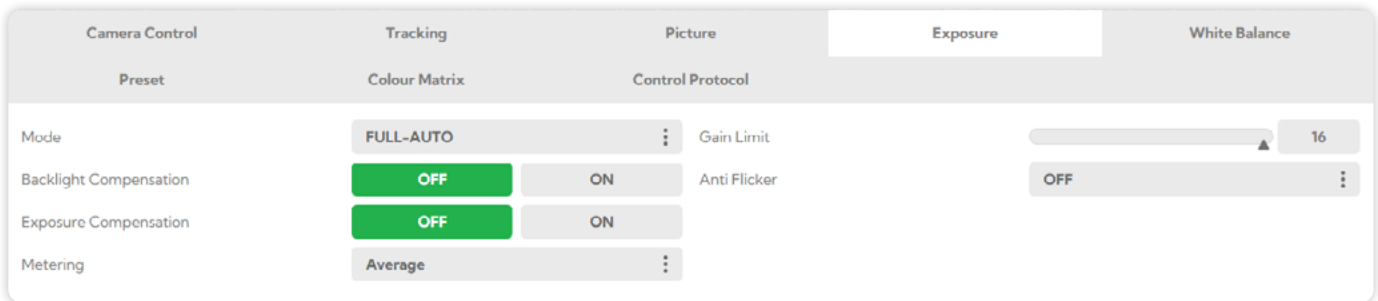 Camera Control Tracking Picture Exposure White Balance
Preset Colour Matrix Control Protocol
Mode FULL-AUTO Gain Limit 16
Backlight Compensation OFF ON Anti Flicker OFF
Exposure Compensation OFF ON
Metering Average